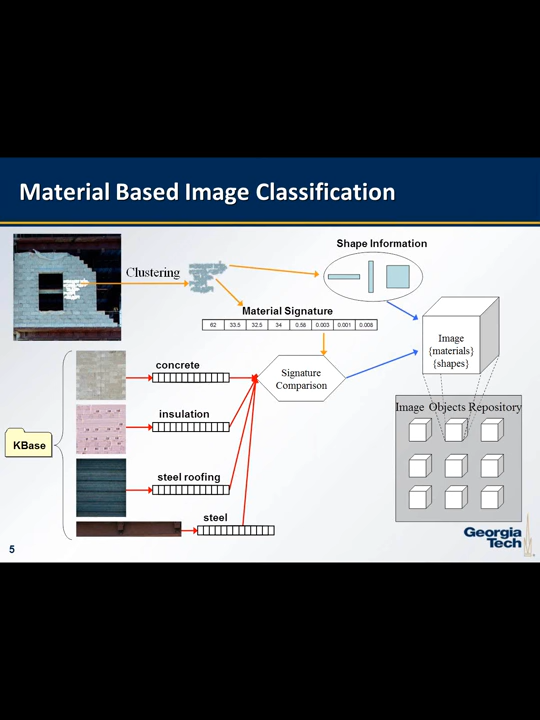 Material Based Image Classification
Shape Information
Clustering
Material Signature
62 33.5 32.5 34 0.58 0.003 0.001 0.008
Image
{materials}
{shapes}
concrete
Signature
Comparison
Image Objects Repository
insulation
KBase
steel roofing
steel
5
Georgia
Tech